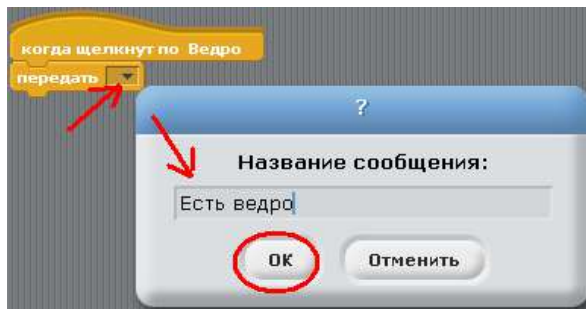 когда щелкнут по Ведро
передать
?
Название сообщения:
Есть ведро
ОК
Отменить